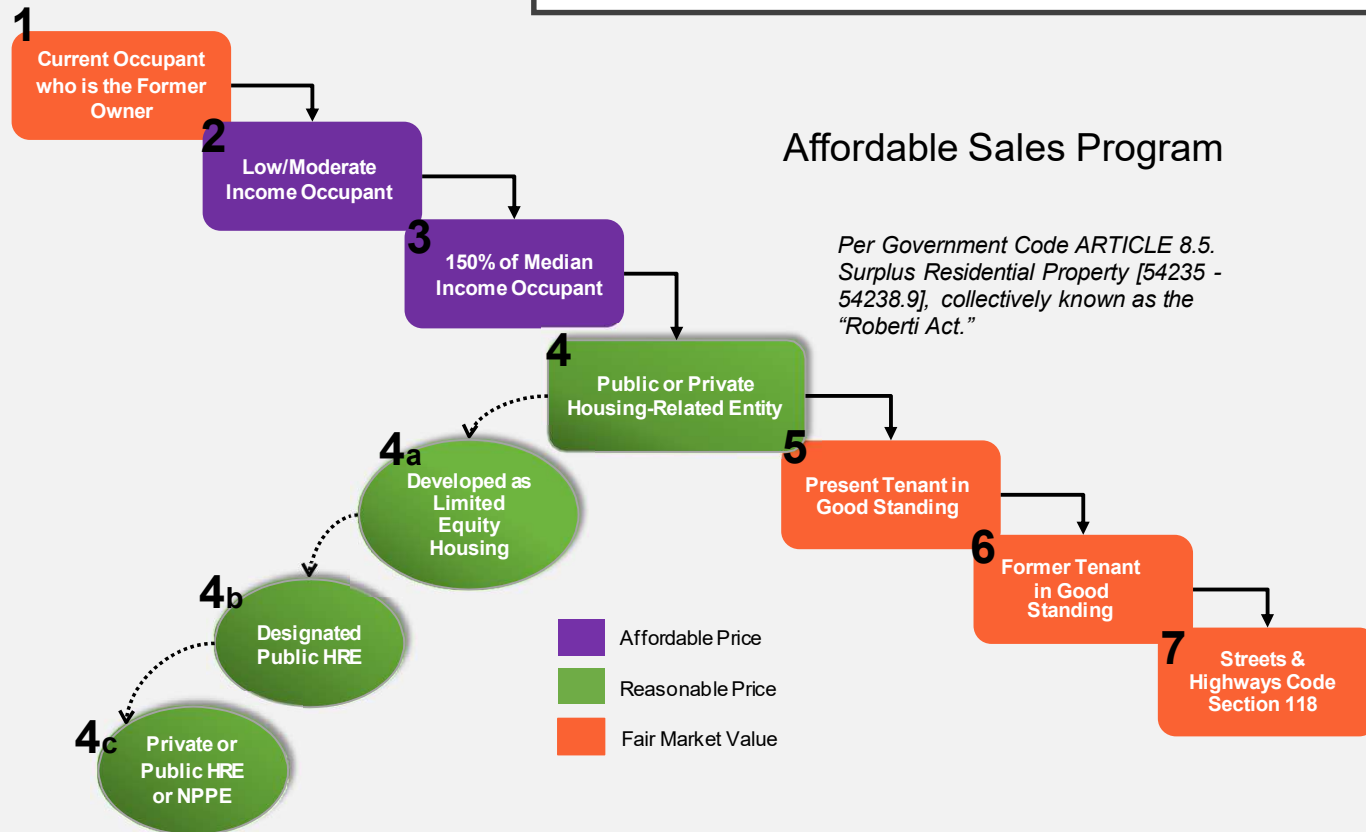 1
Current Occupant
who is the Former
Owner
2
Low/Moderate
Income Occupant
Affordable Sales Program
3
150% of Median
Income Occupant
Per Government Code ARTICLE 8.5.
Surplus Residential Property [54235 -
54238.9], collectively known as the
“Roberti Act.”
4
Public or Private
Housing-Related Entity
4a
Developed as
Limited
Equity
Housing
5
Present Tenant in
Good Standing
6
Former Tenant
in Good
Standing
4b
Designated
Public HRE
7
Streets &
Highways Code
Section 118
4c
Private or
Public HRE
or NPPE
Affordable Price
Reasonable Price
Fair Market Value